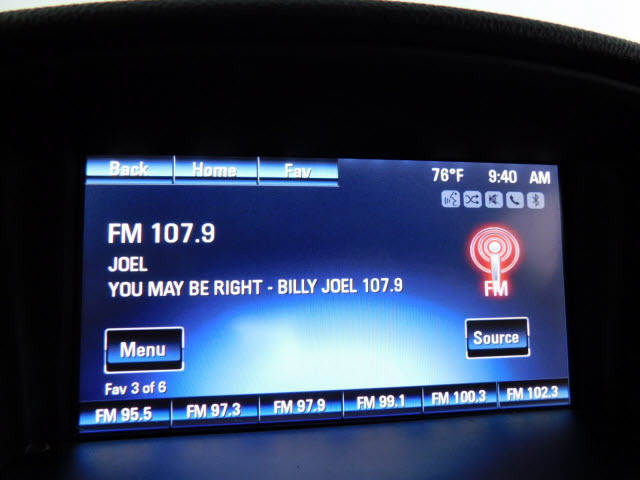 Back Home Fav
76°F 9:40 AM
FM 107.9
JOEL
YOU MAY BE RIGHT - BILLY JOEL 107.9
FM
Menu
Source
Fav 3 of 6
FM 95.5 FM 97.3 FM 97.9 FM 99.1 FM 100.3 FM 102.3